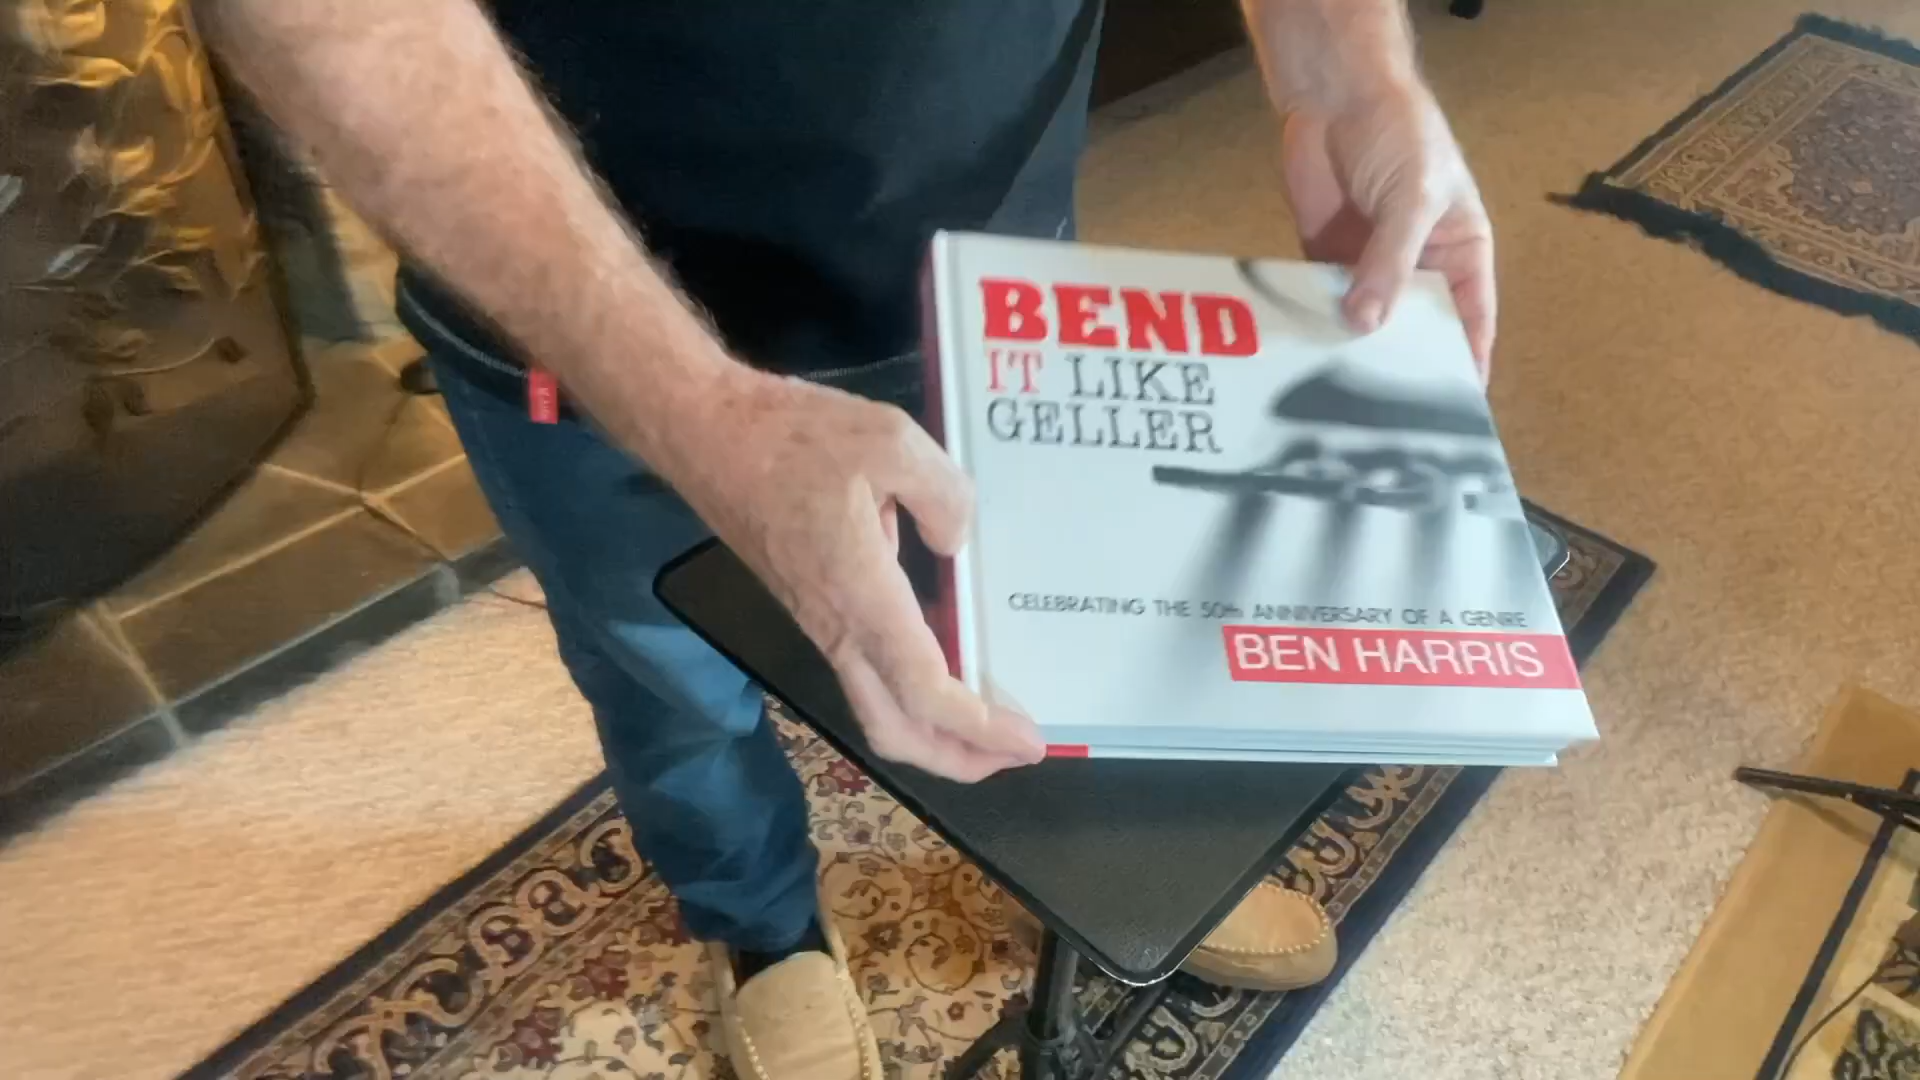 BEND
IT LIKE
GELLER
CELEBRATING THE 50th ANNIVERSARY OF A GENRE
BEN HARRIS